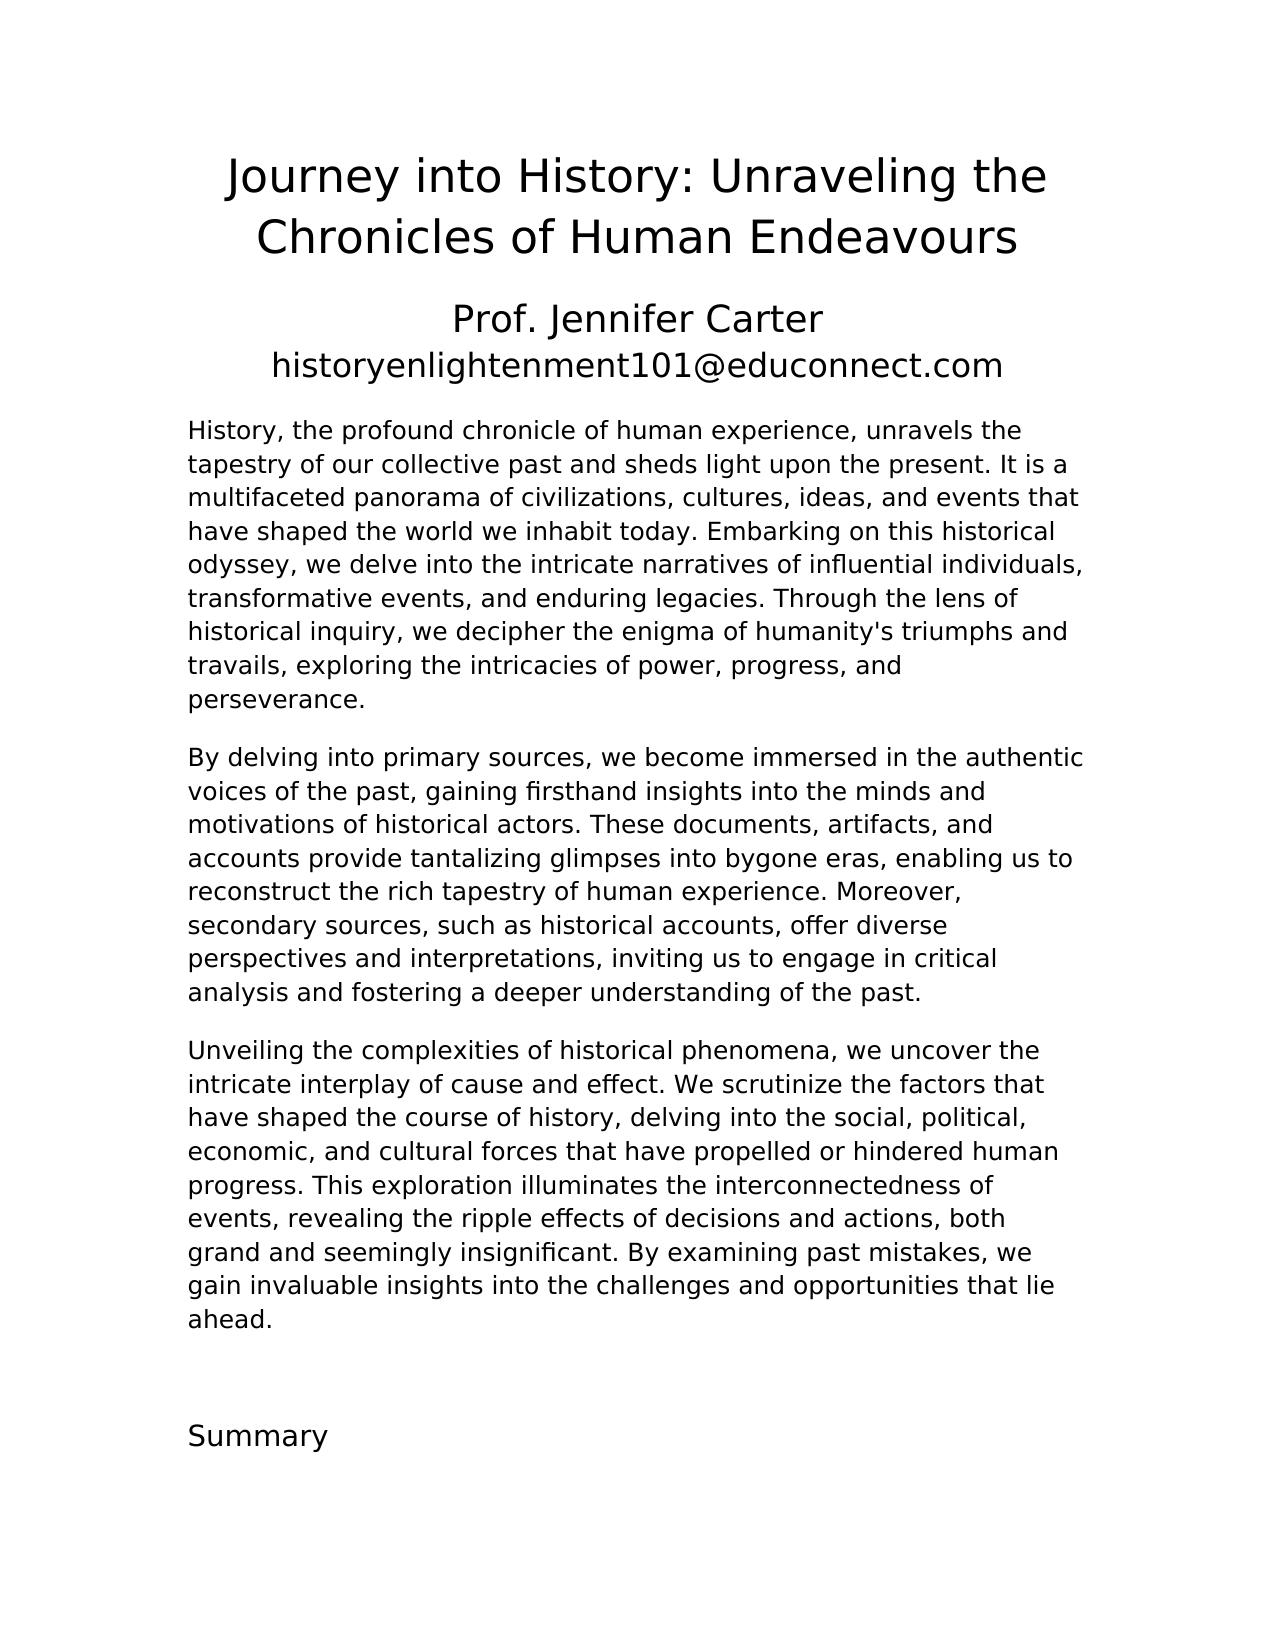 Journey into History: Unraveling the
Chronicles of Human Endeavours
Prof. Jennifer Carter
historyenlightenment101@educonnect.com
History, the profound chronicle of human experience, unravels the
tapestry of our collective past and sheds light upon the present. It is a
multifaceted panorama of civilizations, cultures, ideas, and events that
have shaped the world we inhabit today. Embarking on this historical
odyssey, we delve into the intricate narratives of influential individuals,
transformative events, and enduring legacies. Through the lens of
historical inquiry, we decipher the enigma of humanity's triumphs and
travails, exploring the intricacies of power, progress, and
perseverance.
By delving into primary sources, we become immersed in the authentic
voices of the past, gaining firsthand insights into the minds and
motivations of historical actors. These documents, artifacts, and
accounts provide tantalizing glimpses into bygone eras, enabling us to
reconstruct the rich tapestry of human experience. Moreover,
secondary sources, such as historical accounts, offer diverse
perspectives and interpretations, inviting us to engage in critical
analysis and fostering a deeper understanding of the past.
Unveiling the complexities of historical phenomena, we uncover the
intricate interplay of cause and effect. We scrutinize the factors that
have shaped the course of history, delving into the social, political,
economic, and cultural forces that have propelled or hindered human
progress. This exploration illuminates the interconnectedness of
events, revealing the ripple effects of decisions and actions, both
grand and seemingly insignificant. By examining past mistakes, we
gain invaluable insights into the challenges and opportunities that lie
ahead.
Summary